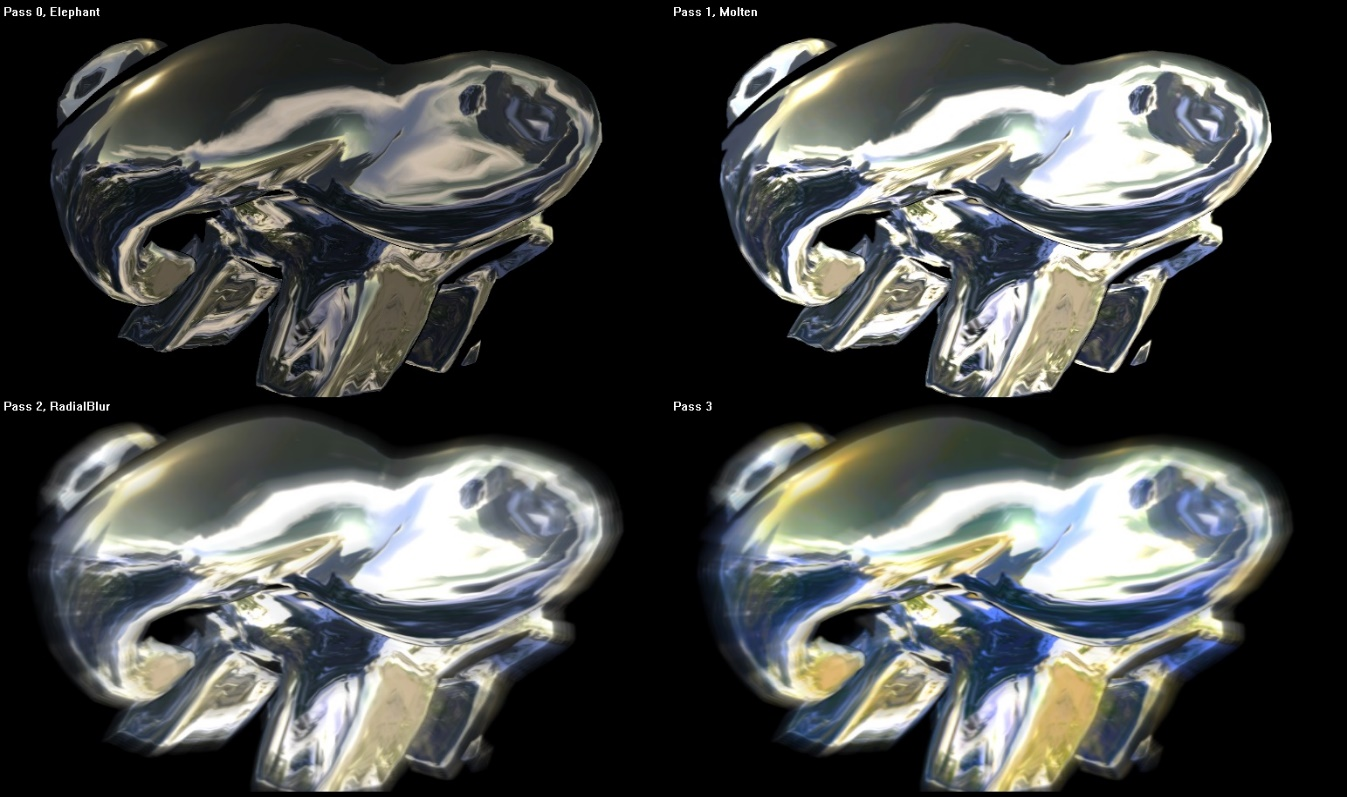 Pass 0, Elephant
Pass 1, Molten
Pass 2, RadialBlur
Pass 3